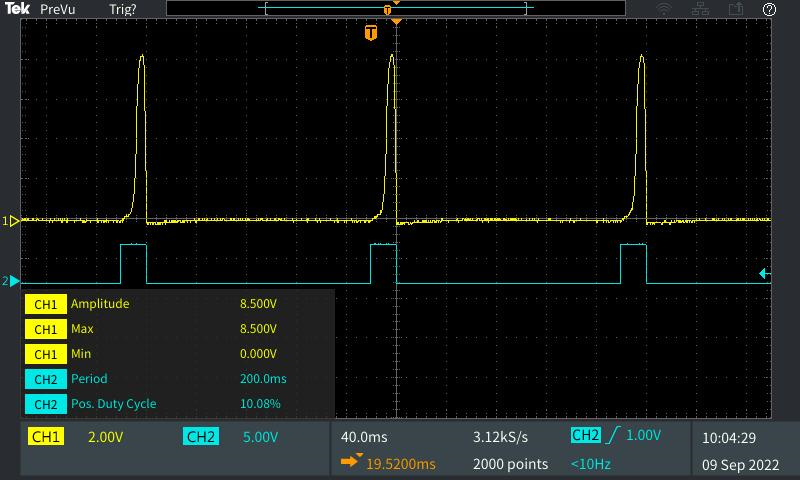 Tek PreVu Trig? T ?
T
1
2
CH1 Amplitude 8.500V
CH1 Max 8.500V
CH1 Min 0.000V
CH2 Period 200.0ms
CH2 Pos. Duty Cycle 10.08%
CH1 2.00V CH2 5.00V 40.0ms 3.12kS/s CH2 1.00V 10:04:29
19.5200ms 2000 points <10Hz 09 Sep 2022